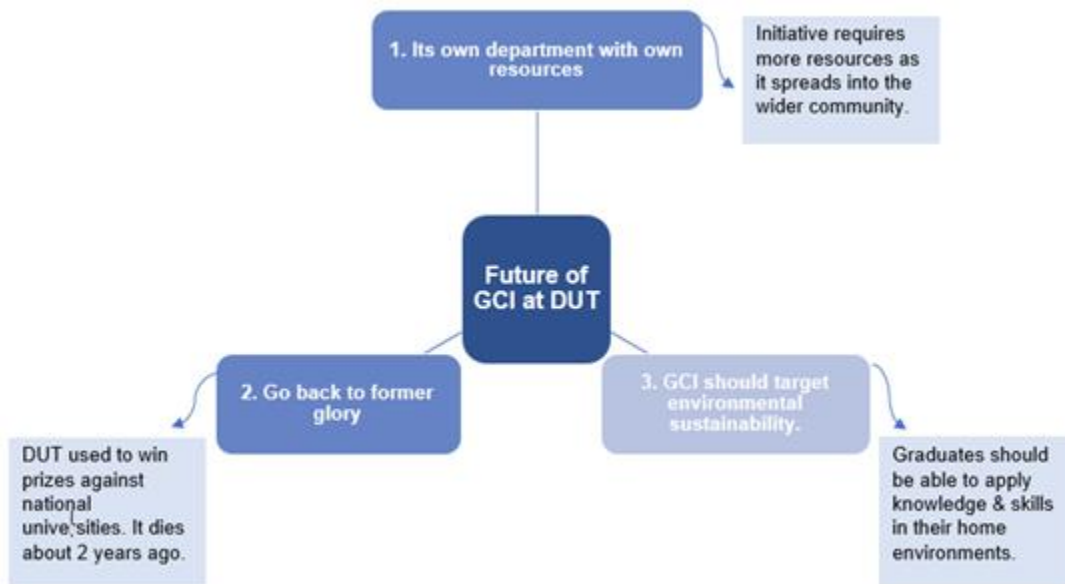 1. Its own department with own
resources
Initiative requires
more resources as
it spreads into the
wider community.
Future of
GCI at DUT
2. Go back to former
glory
DUT used to win
prizes against
national
universities. It dies
about 2 years ago.
3. GCI should target
environmental
sustainability.
Graduates should
be able to apply
knowledge & skills
in their home
environments.